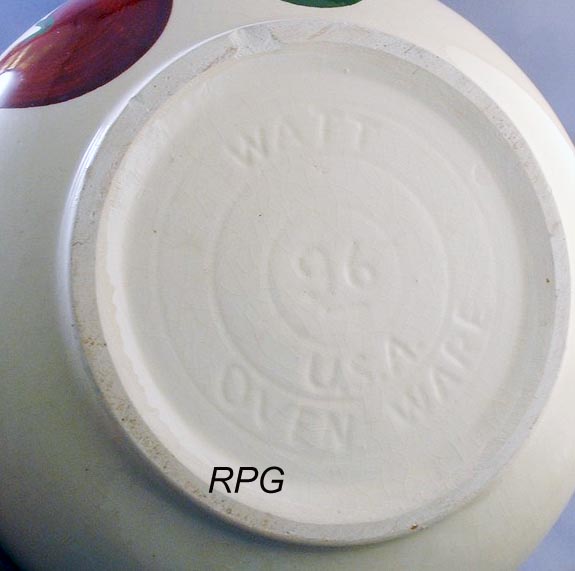 WATT
96
U.S.A.
OVEN WARE
RPG